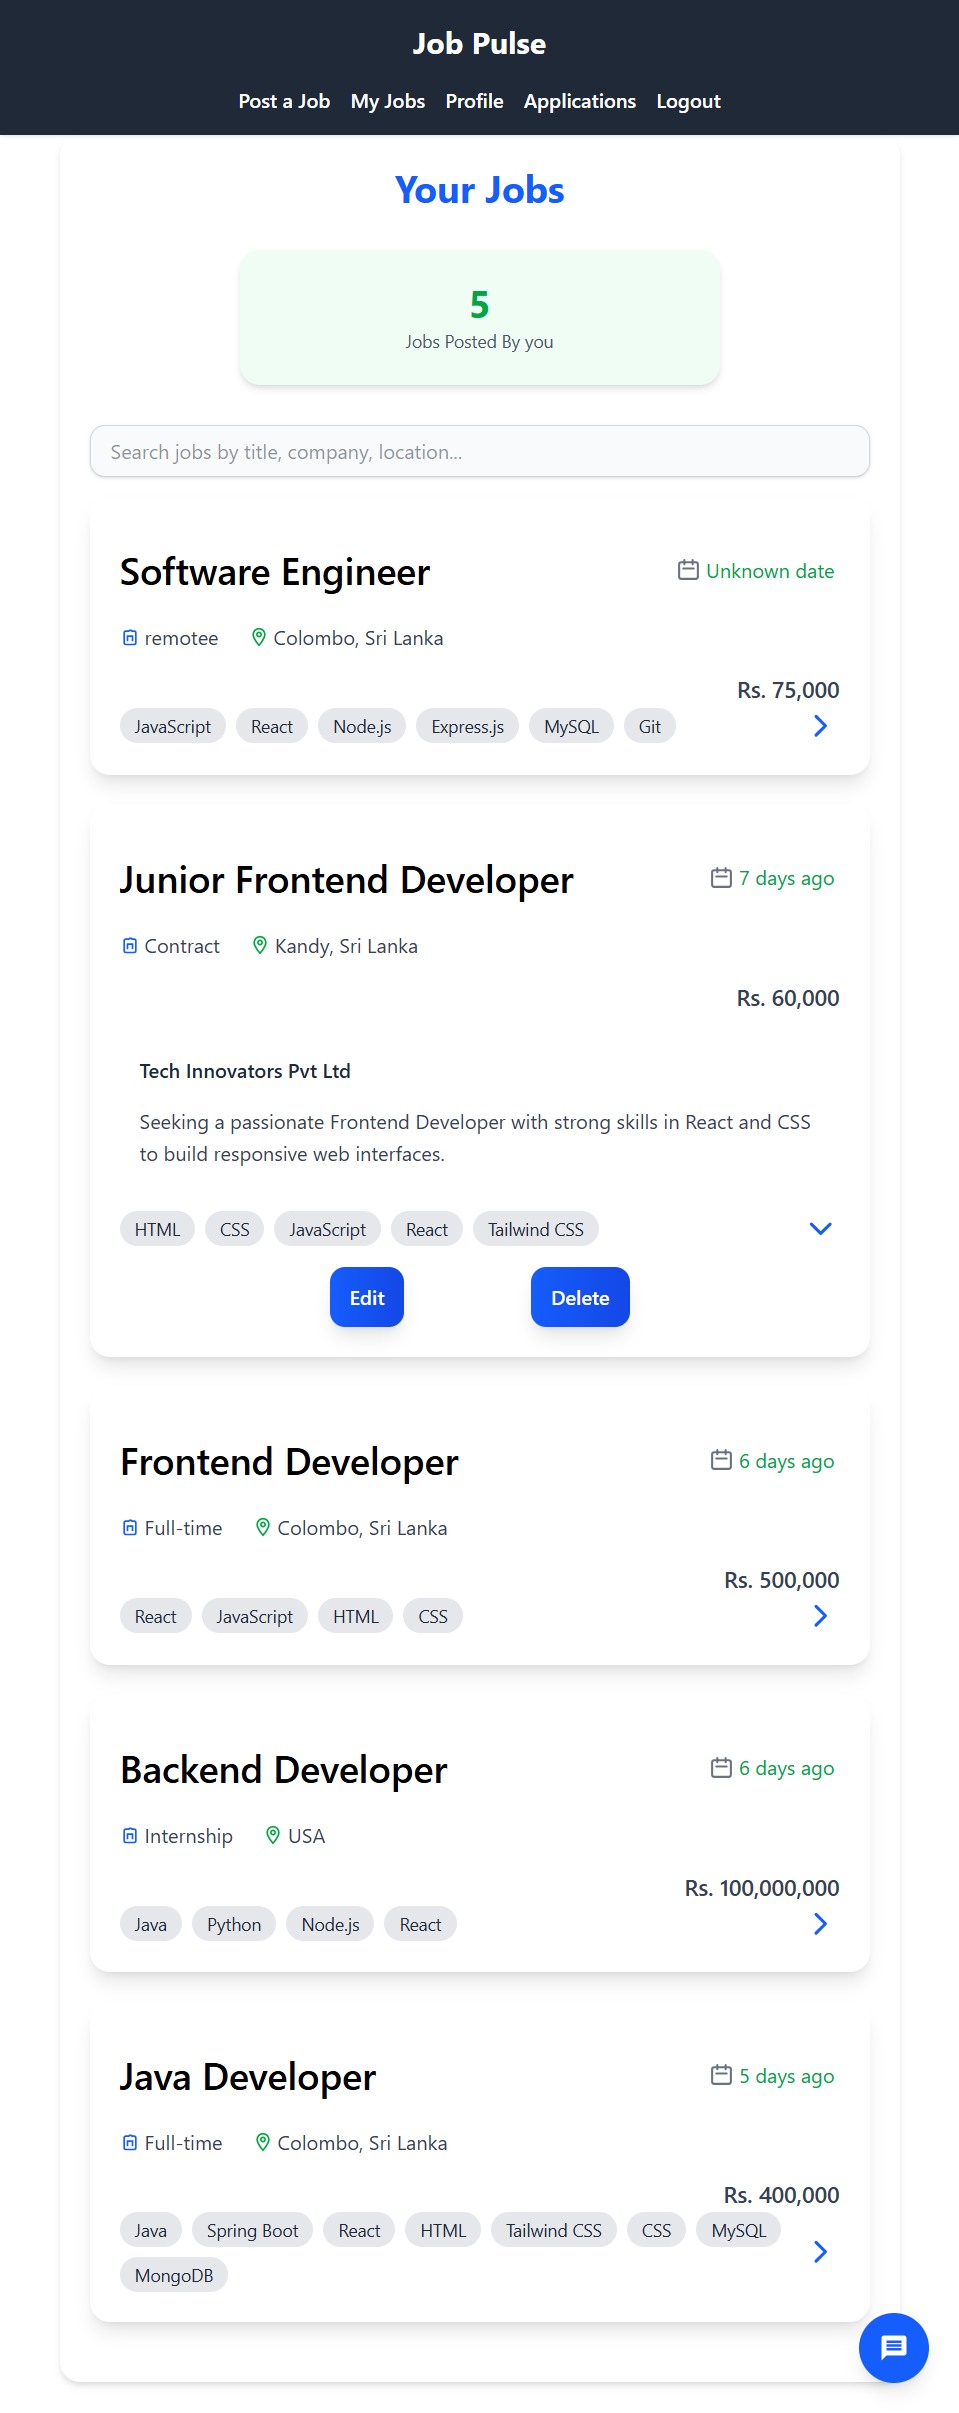 Job Pulse
Post a Job My Jobs Profile Applications Logout
Your Jobs
5
Jobs Posted By you
Search jobs by title, company, location...
Software Engineer
Unknown date
remotee Colombo, Sri Lanka
Rs. 75,000
JavaScript React Node.js Express.js MySQL Git
Junior Frontend Developer
7 days ago
Contract Kandy, Sri Lanka
Rs. 60,000
Tech Innovators Pvt Ltd
Seeking a passionate Frontend Developer with strong skills in React and CSS
to build responsive web interfaces.
HTML CSS JavaScript React Tailwind CSS
Edit Delete
Frontend Developer
6 days ago
Full-time Colombo, Sri Lanka
Rs. 500,000
React JavaScript HTML CSS
Backend Developer
6 days ago
Internship USA
Rs. 100,000,000
Java Python Node.js React
Java Developer
5 days ago
Full-time Colombo, Sri Lanka
Rs. 400,000
Java Spring Boot React HTML Tailwind CSS CSS MySQL
MongoDB